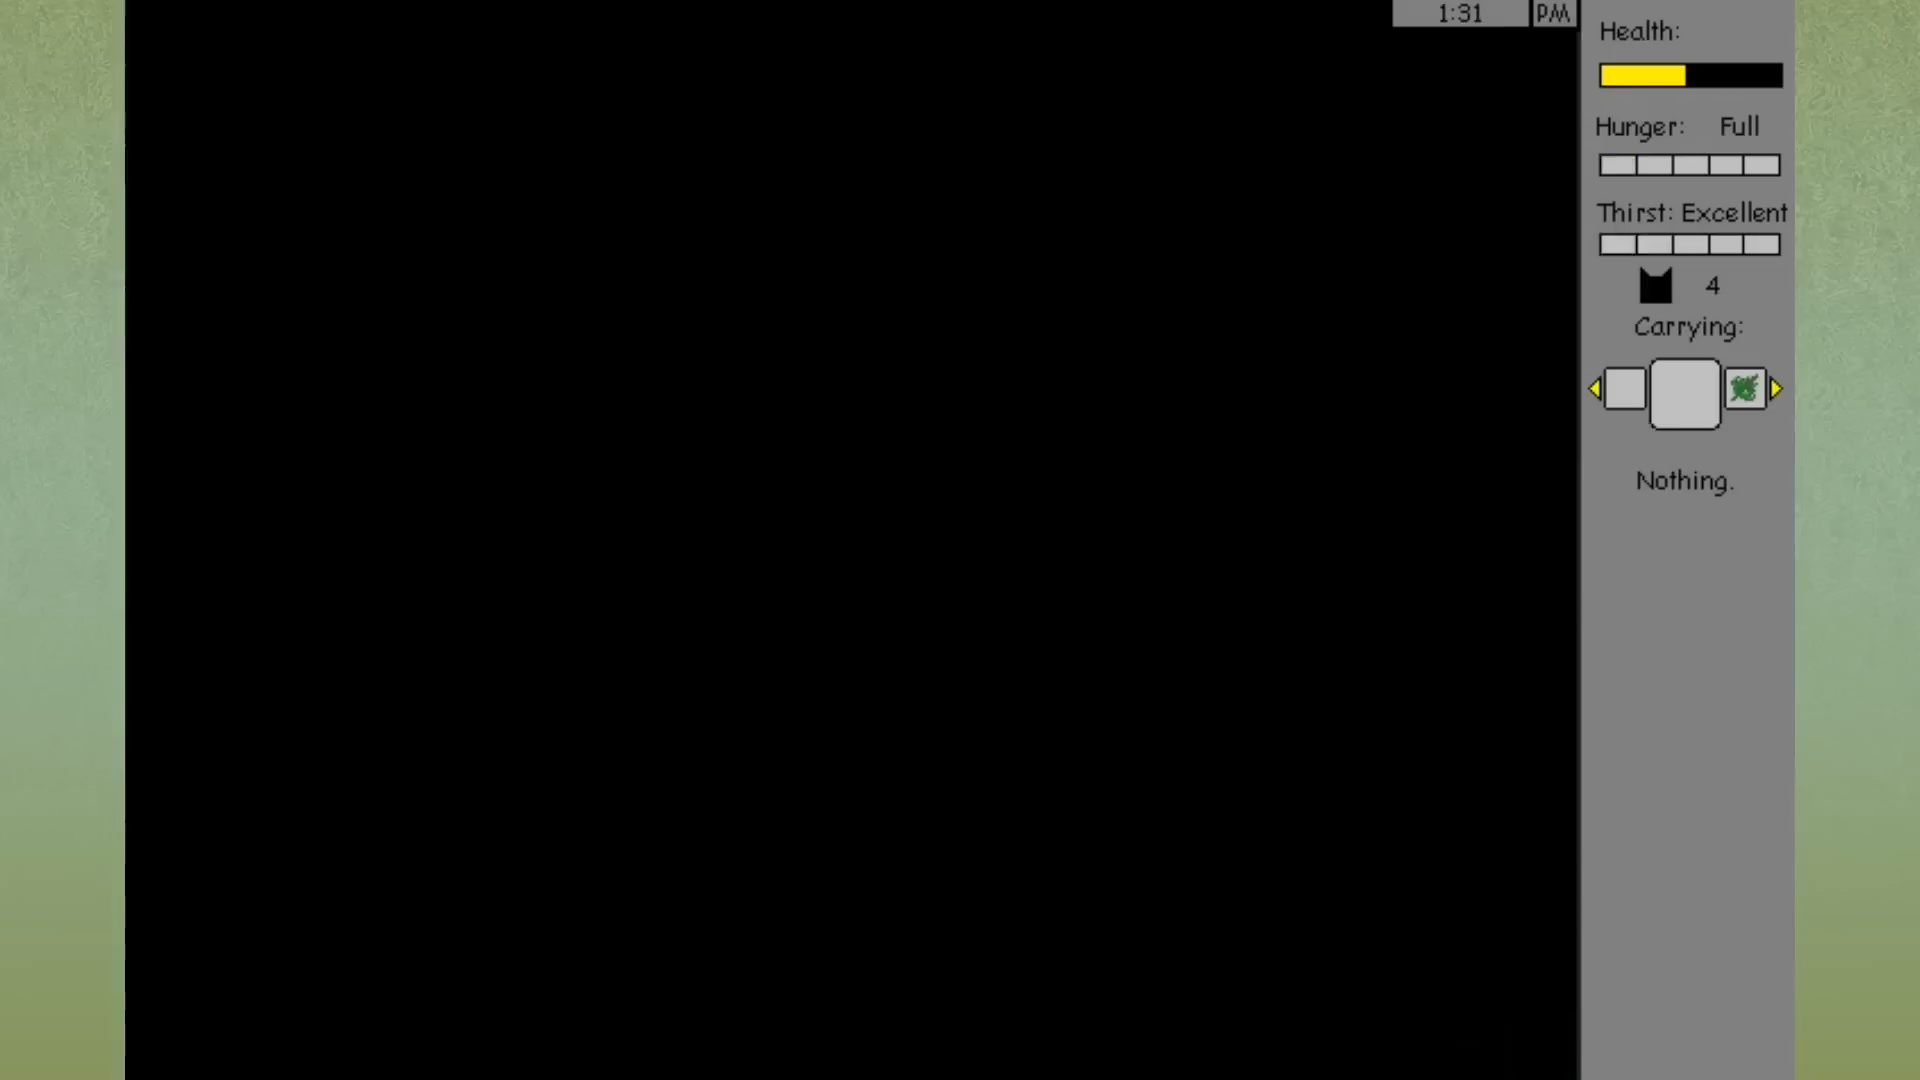 1:31 PM
Health:
Hunger: Full
Thirst: Excellent
4
Carrying:
Nothing.